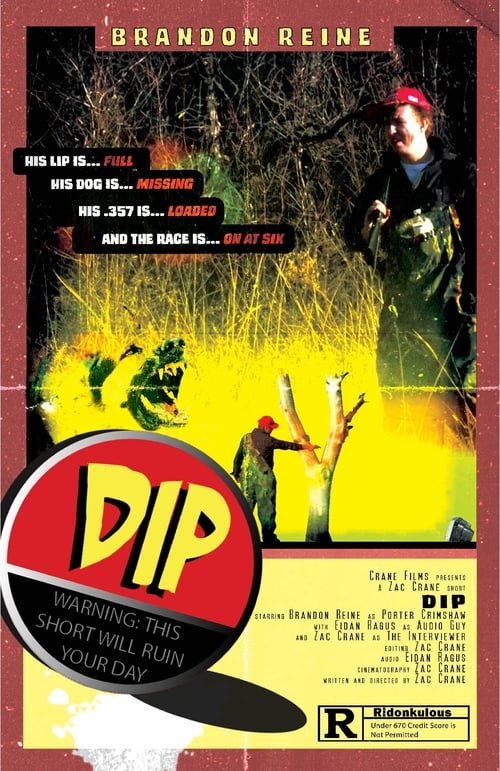 BRANDON REINE
HIS LIP IS... FULL
HIS DOG IS... MISSING
HIS .357 IS... LOADED
AND THE RACE IS... ON AT SIX
DIP
WARNING: THIS
SHORT WILL RUIN
YOUR DAY
CRANE FILMS PRESENTS
A ZAC CRANE SHORT
DIP
STARRING BRANDON REINE AS PORTER CRIMSHAW
WITH EIDAN RAGUS AS AUDIO GUY
AND ZAC CRANE AS THE INTERVIEWER
EDITING ZAC CRANE
AUDIO EIDAN RAGUS
CINEMATOGRAPHY ZAC CRANE
WRITTEN AND DIRECTED BY ZAC CRANE
R
Ridonkulous
Under 670 Credit Score is
Not Permitted